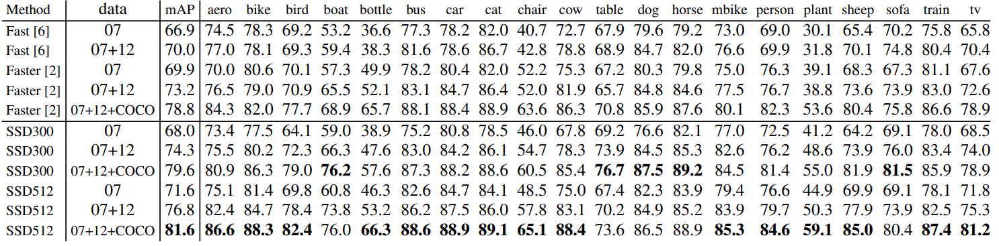 Method data mAP aero bike bird boat bottle bus car cat chair cow table dog horse mbike person plant sheep sofa train tv
Fast [6] 07 66.9 74.5 78.3 69.2 53.2 36.6 77.3 78.2 82.0 40.7 72.7 67.9 79.6 79.2 73.0 69.0 30.1 65.4 70.2 75.8 65.8
Fast [6] 07+12 70.0 77.0 78.1 69.3 59.4 38.3 81.6 78.6 86.7 42.8 78.8 68.9 84.7 82.0 76.6 69.9 31.8 70.1 74.8 80.4 70.4
Faster [2] 07 69.9 70.0 80.6 70.1 57.3 49.9 78.2 80.4 82.0 52.2 75.3 67.2 80.3 79.8 75.0 76.3 39.1 68.3 67.3 81.1 67.6
Faster [2] 07+12 73.2 76.5 79.0 70.9 65.5 52.1 83.1 84.7 86.4 52.0 81.9 65.7 84.8 84.6 77.5 76.7 38.8 73.6 73.9 83.0 72.6
Faster [2] 07+12+COCO 78.8 84.3 82.0 77.7 68.9 65.7 88.1 88.4 88.9 63.6 86.3 70.8 85.9 87.6 80.1 82.3 53.6 80.4 75.8 86.6 78.9
SSD300 07 68.0 73.4 77.5 64.1 59.0 38.9 75.2 80.8 78.5 46.0 67.8 69.2 76.6 82.1 77.0 72.5 41.2 64.2 69.1 78.0 68.5
SSD300 07+12 74.3 75.5 80.2 72.3 66.3 47.6 83.0 84.2 86.1 54.7 78.3 73.9 84.5 85.3 82.6 76.2 48.6 73.9 76.0 83.4 74.0
SSD300 07+12+COCO 79.6 80.9 86.3 79.0 76.2 57.6 87.3 88.2 88.6 60.5 85.4 76.7 87.5 89.2 84.5 81.4 55.0 81.9 81.5 85.9 78.9
SSD512 07 71.6 75.1 81.4 69.8 60.8 46.3 82.6 84.7 84.1 48.5 75.0 67.4 82.3 83.9 79.4 76.6 44.9 69.9 69.1 78.1 71.8
SSD512 07+12 76.8 82.4 84.7 78.4 73.8 53.2 86.2 87.5 86.0 57.8 83.1 70.2 84.9 85.2 83.9 79.7 50.3 77.9 73.9 82.5 75.3
SSD512 07+12+COCO 81.6 86.6 88.3 82.4 76.0 66.3 88.6 88.9 89.1 65.1 88.4 73.6 86.5 88.9 85.3 84.6 59.1 85.0 80.4 87.4 81.2